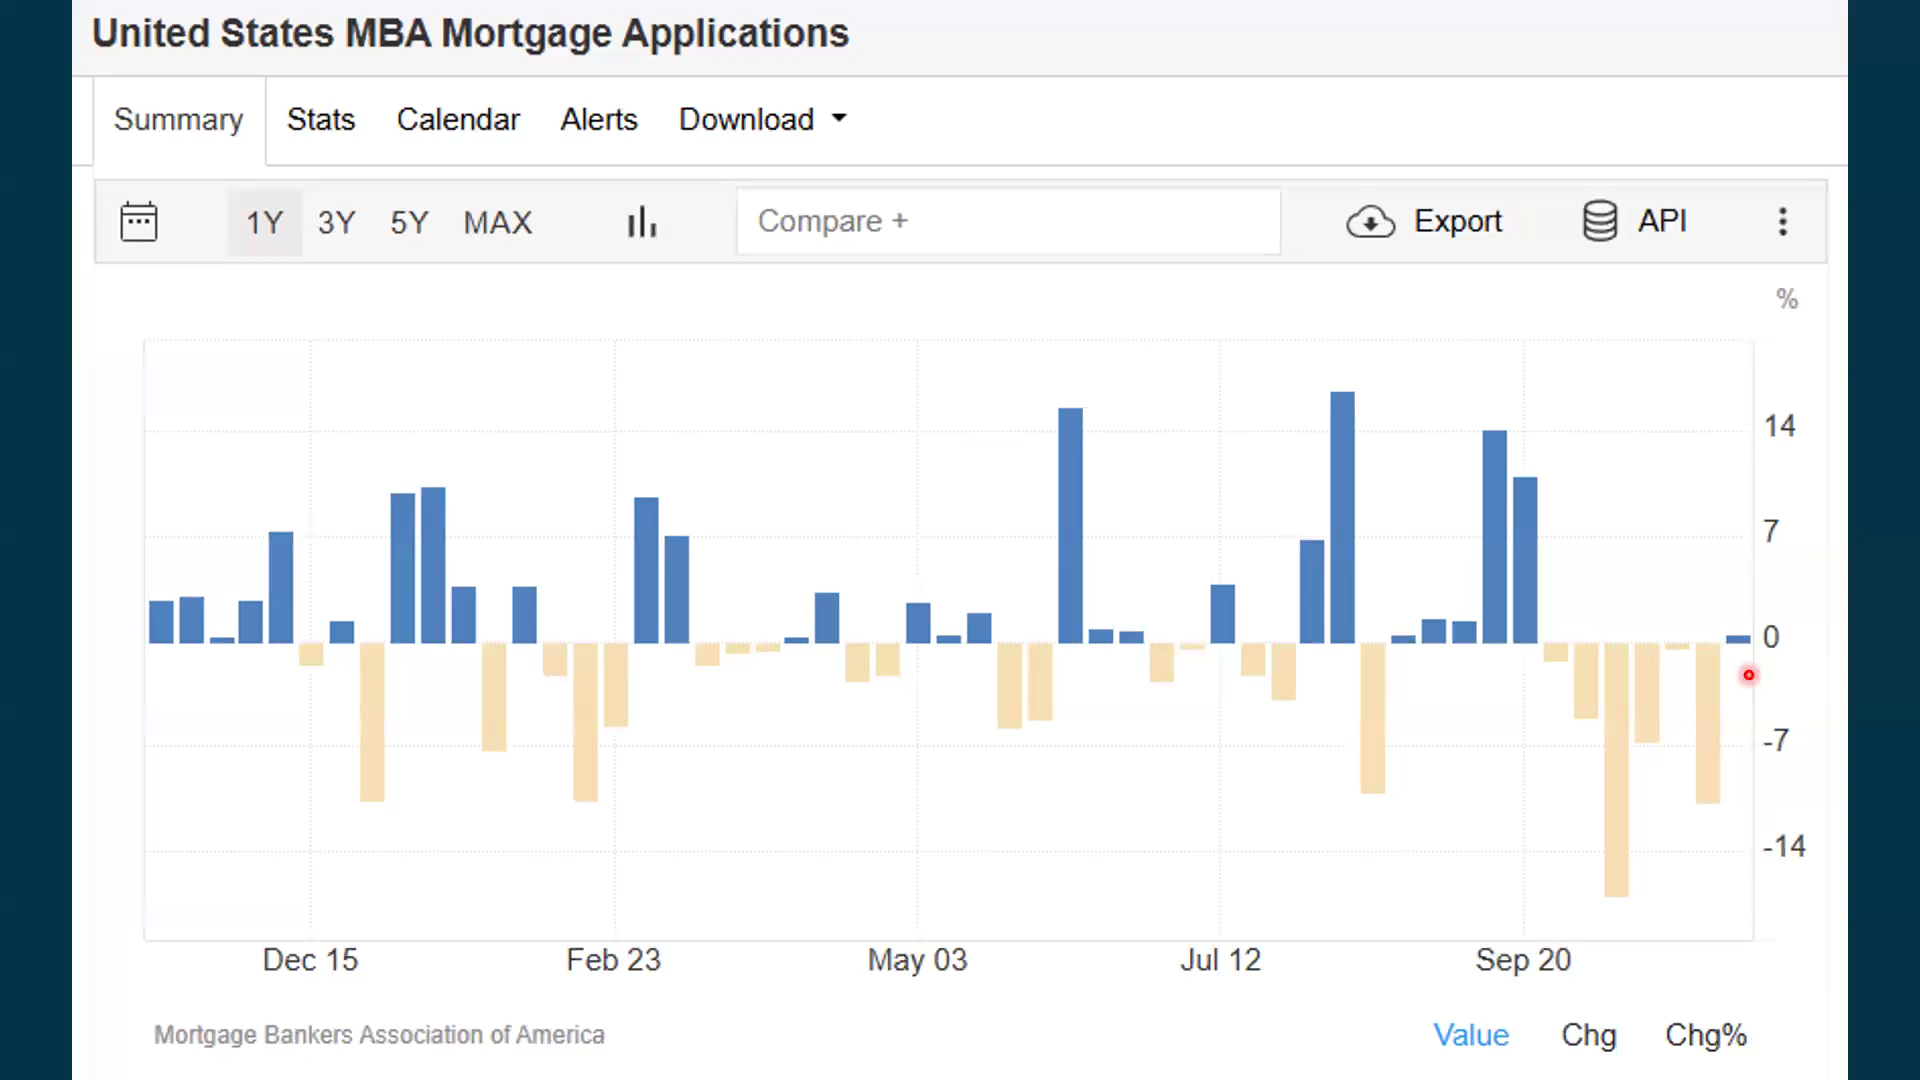 United States MBA Mortgage Applications
Summary Stats Calendar Alerts Download
1Y 3Y 5Y MAX Compare + Export API
%
14
7
0
-7
-14
Dec 15 Feb 23 May 03 Jul 12 Sep 20
Mortgage Bankers Association of America Value Chg Chg%